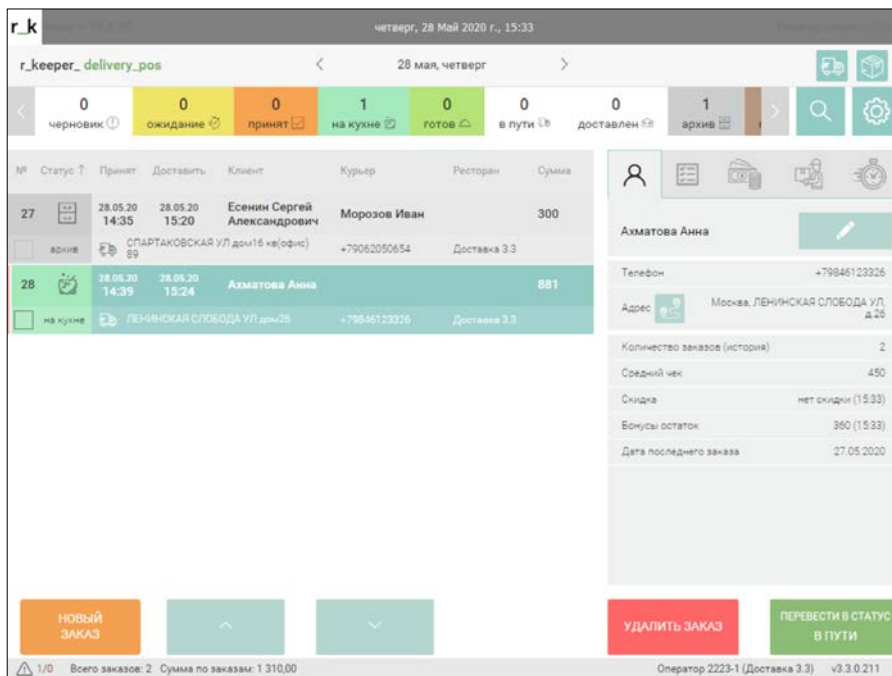 r_k
четверг, 28 Май 2020 г., 15:33
r_keeper_ delivery_pos
< 28 мая, четверг >
0 0 0 1 0 0 0 1
черновик ожидание принят на кухне готов в пути доставлен архив
№ Статус ↑ Принят Доставить Клиент Курьер Ресторан Сумма
27 28.05.20 14:35 28.05.20 15:20 Есенин Сергей Александрович Морозов Иван 300
архив СПАРТАКОВСКАЯ УЛ дом16 кв(офис) 89 +79062050654 Доставка 3.3
28 28.05.20 14:39 28.05.20 15:24 Ахматова Анна 881
на кухне ЛЕНИНСКАЯ СЛОБОДА УЛ дом26 +79846123326 Доставка 3.3
Ахматова Анна
Телефон +79846123326
Адрес Москва, ЛЕНИНСКАЯ СЛОБОДА УЛ, д.26
Количество заказов (история) 2
Средний чек 450
Скидка нет скидки (15:33)
Бонусы остаток 360 (15:33)
Дата последнего заказа 27.05.2020
НОВЫЙ
ЗАКАЗ
УДАЛИТЬ ЗАКАЗ
ПЕРЕВЕСТИ В СТАТУС
В ПУТИ
1/0 Всего заказов: 2 Сумма по заказам: 1 310,00 Оператор 2223-1 (Доставка 3.3) v3.3.0.211